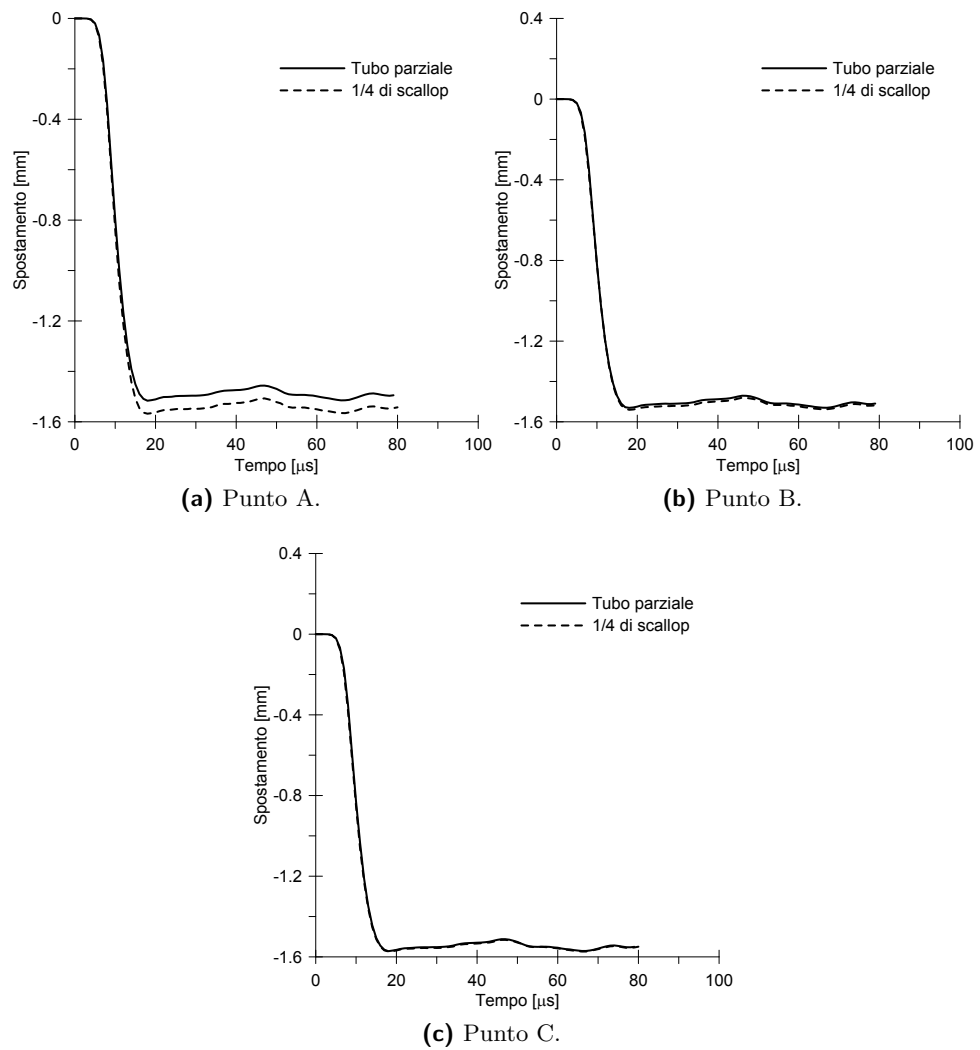 0
-0.4
-0.8
-1.2
-1.6
Spostamento [mm]
0 20 40 60 80 100
Tempo [μs]
Tubo parziale
1/4 di scallop
(a) Punto A.
0.4
0
-0.4
-0.8
-1.2
-1.6
Spostamento [mm]
0 20 40 60 80 100
Tempo [μs]
Tubo parziale
1/4 di scallop
(b) Punto B.
0.4
0
-0.4
-0.8
-1.2
-1.6
Spostamento [mm]
0 20 40 60 80 100
Tempo [μs]
Tubo parziale
1/4 di scallop
(c) Punto C.